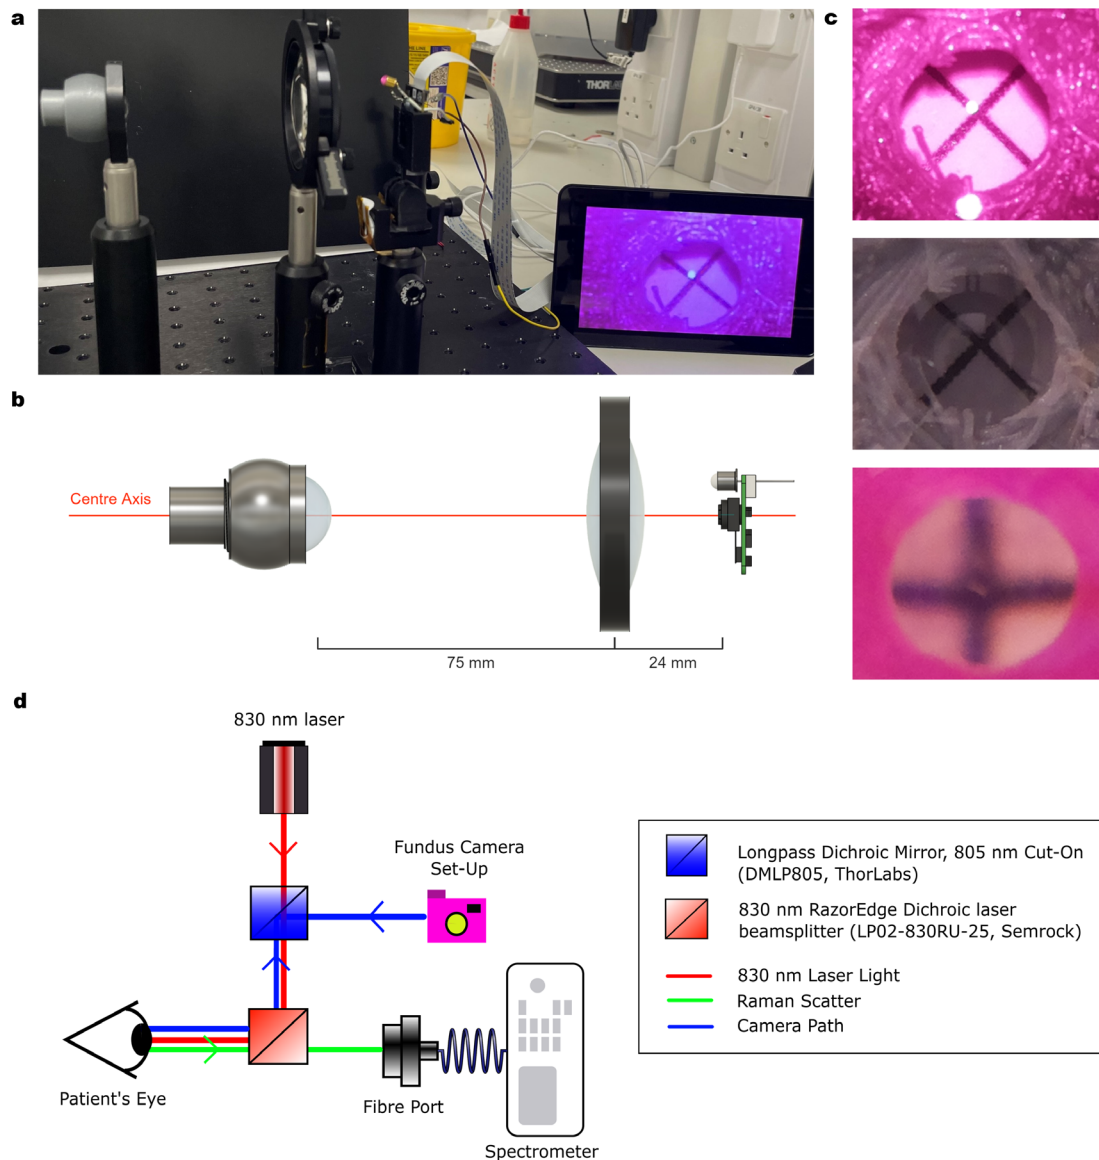 a
THORLABS
c
b
Centre Axis
75 mm
24 mm
d
830 nm laser
Fundus Camera
Set-Up
Patient's Eye
Fibre Port
Spectrometer
Longpass Dichroic Mirror, 805 nm Cut-On
(DMLP805, ThorLabs)
830 nm RazorEdge Dichroic laser
beamsplitter (LP02-830RU-25, Semrock)
830 nm Laser Light
Raman Scatter
Camera Path